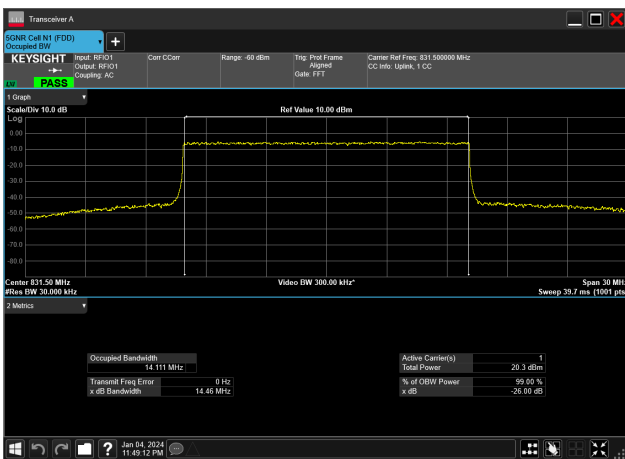 Transceiver A
5GNR Cell N1 (FDD)
Occupied BW
KEYSIGHT
PASS
Input: RFIO1
Output: RFIO1
Coupling: AC
Corr CCorr
Range: -60 dBm
Trig: Prot Frame
Aligned
Gate: FFT
Carrier Ref Freq: 831.500000 MHz
CC Info: Uplink, 1 CC
1 Graph
Scale/Div 10.0 dB
Ref Value 10.00 dBm
Log
0.00
-10.0
-20.0
-30.0
-40.0
-50.0
-60.0
-70.0
-80.0
Center 831.50 MHz
Video BW 300.00 kHz*
Span 30 MH
#Res BW 30.000 kHz
Sweep 39.7 ms (1001 pts
2 Metrics
Occupied Bandwidth
14.111 MHz
Active Carrier(s) 1
Total Power 20.3 dBm
Transmit Freq Error 0 Hz
x dB Bandwidth 14.46 MHz
% of OBW Power 99.00 %
x dB -26.00 dB
Jan 04, 2024
11:49:12 PM